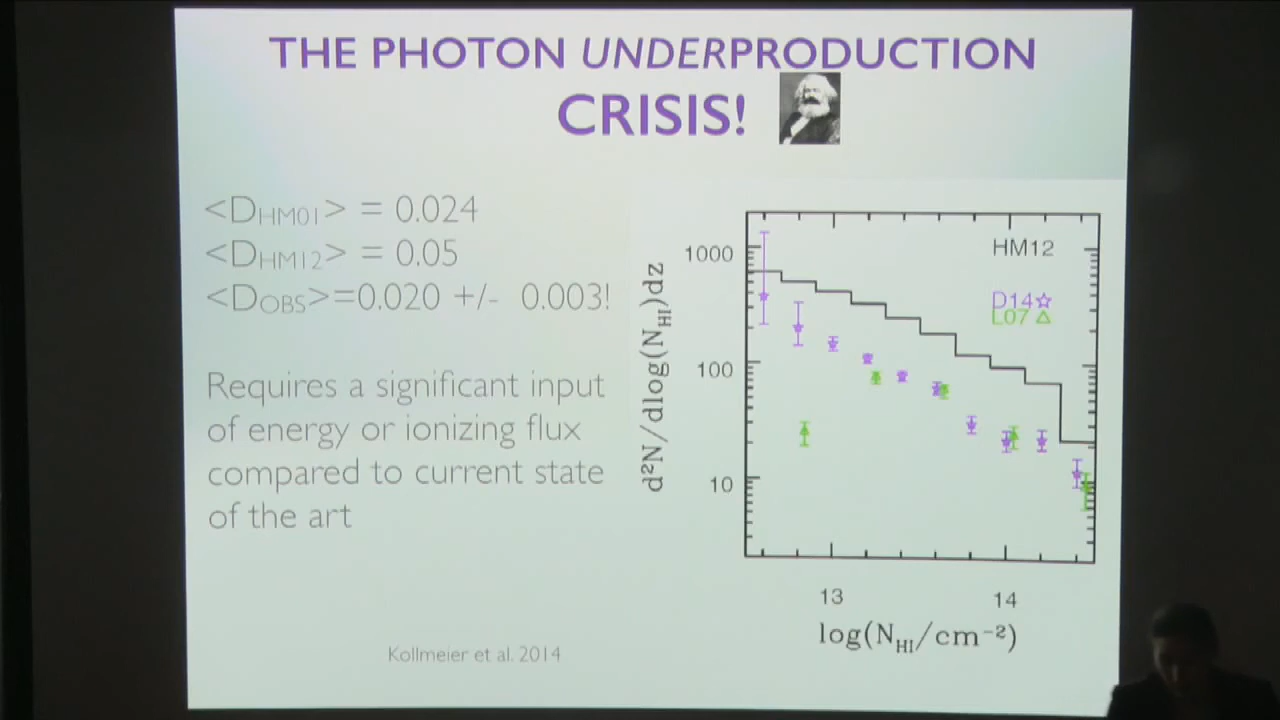 THE PHOTON UNDERPRODUCTION
CRISIS!
<D_HM01> = 0.024
<D_HM12> = 0.05
<D_OBS>=0.020 +/- 0.003!
Requires a significant input
of energy or ionizing flux
compared to current state
of the art
Kollmeier et al. 2014
HM12
D14☆
L07△
1000
100
10
d²N/dlog(N_HI)dz
13
14
log(N_HI/cm⁻²)